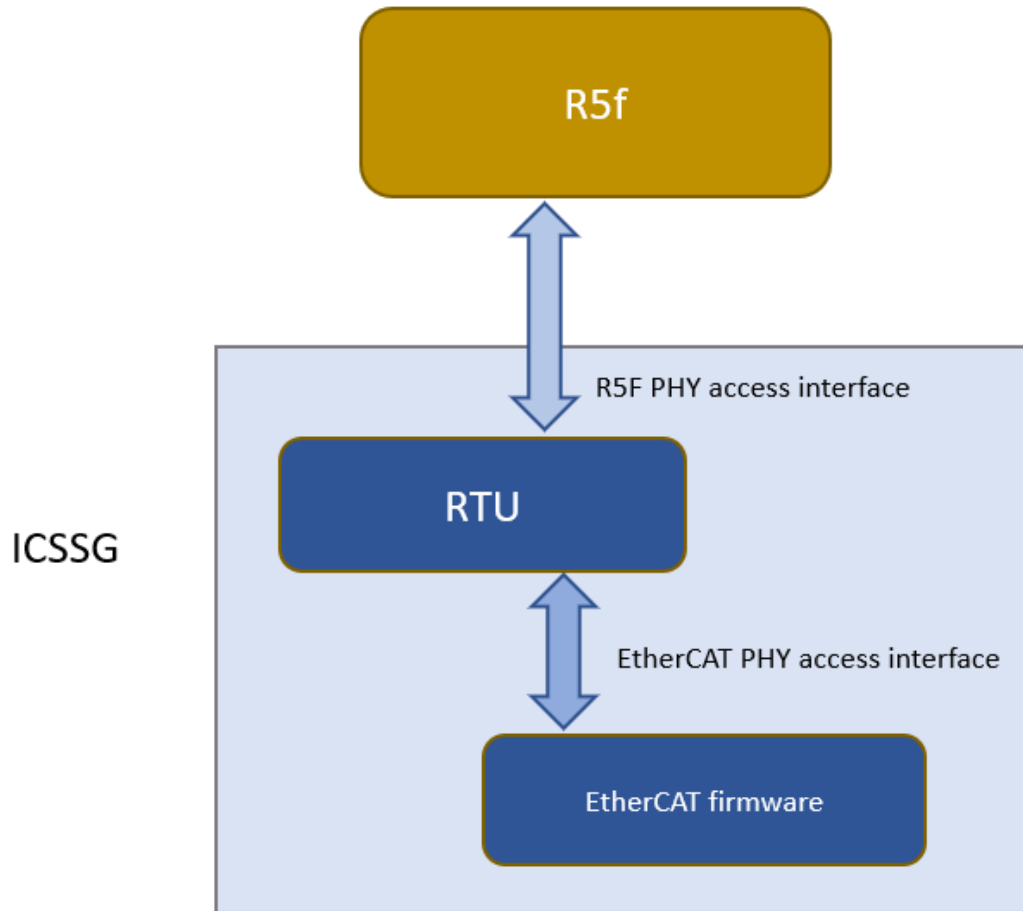 R5f
R5F PHY access interface
RTU
ICSSG
EtherCAT PHY access interface
EtherCAT firmware